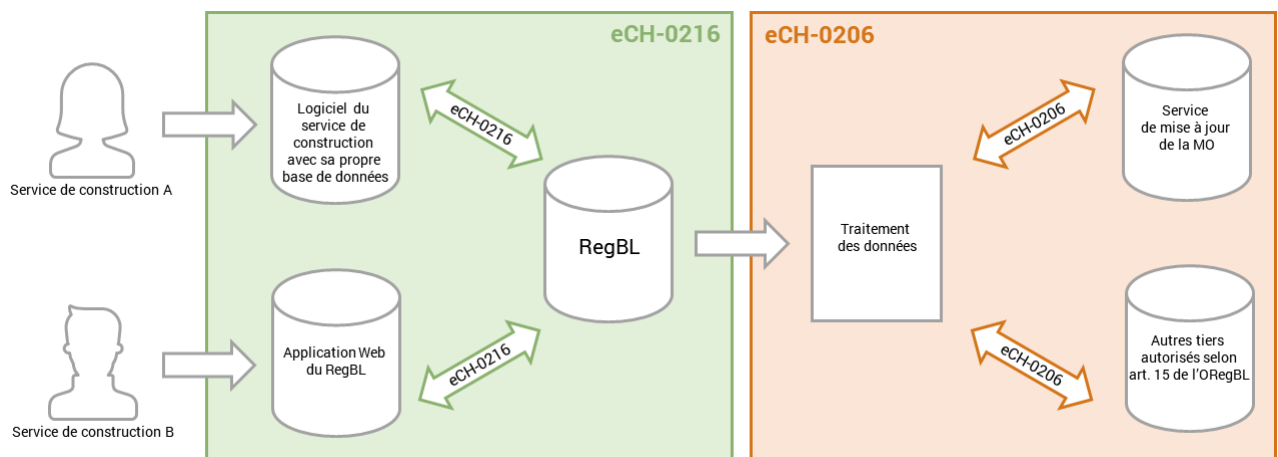 eCH-0216
eCH-0206
Logiciel du
service de
construction
avec sa propre
base de données
eCH-0216
Service de construction A
RegBL
Application Web
du RegBL
eCH-0216
Service de construction B
Traitement
des données
eCH-0206
Service
de mise à jour
de la MO
eCH-0206
Autres tiers
autorisés selon
art. 15 de l'ORegBL